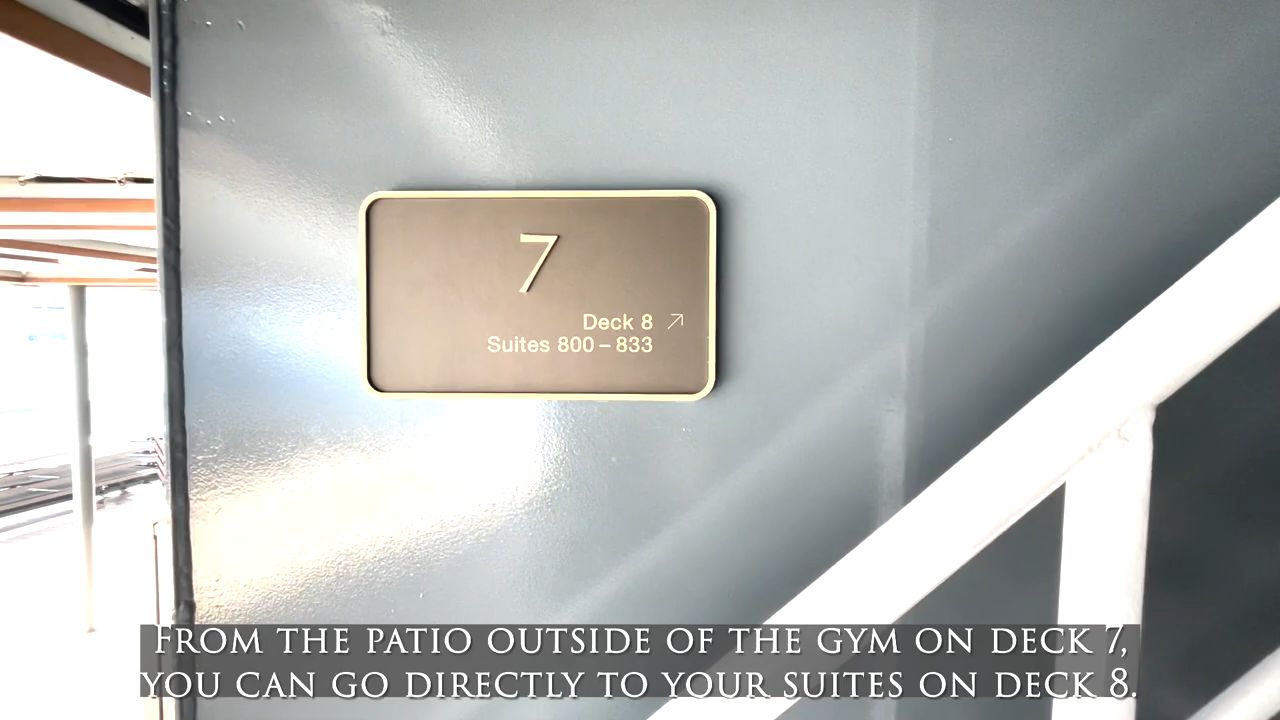 7
Deck 8 ↗
Suites 800 – 833
FROM THE PATIO OUTSIDE OF THE GYM ON DECK 7,
YOU CAN GO DIRECTLY TO YOUR SUITES ON DECK 8.